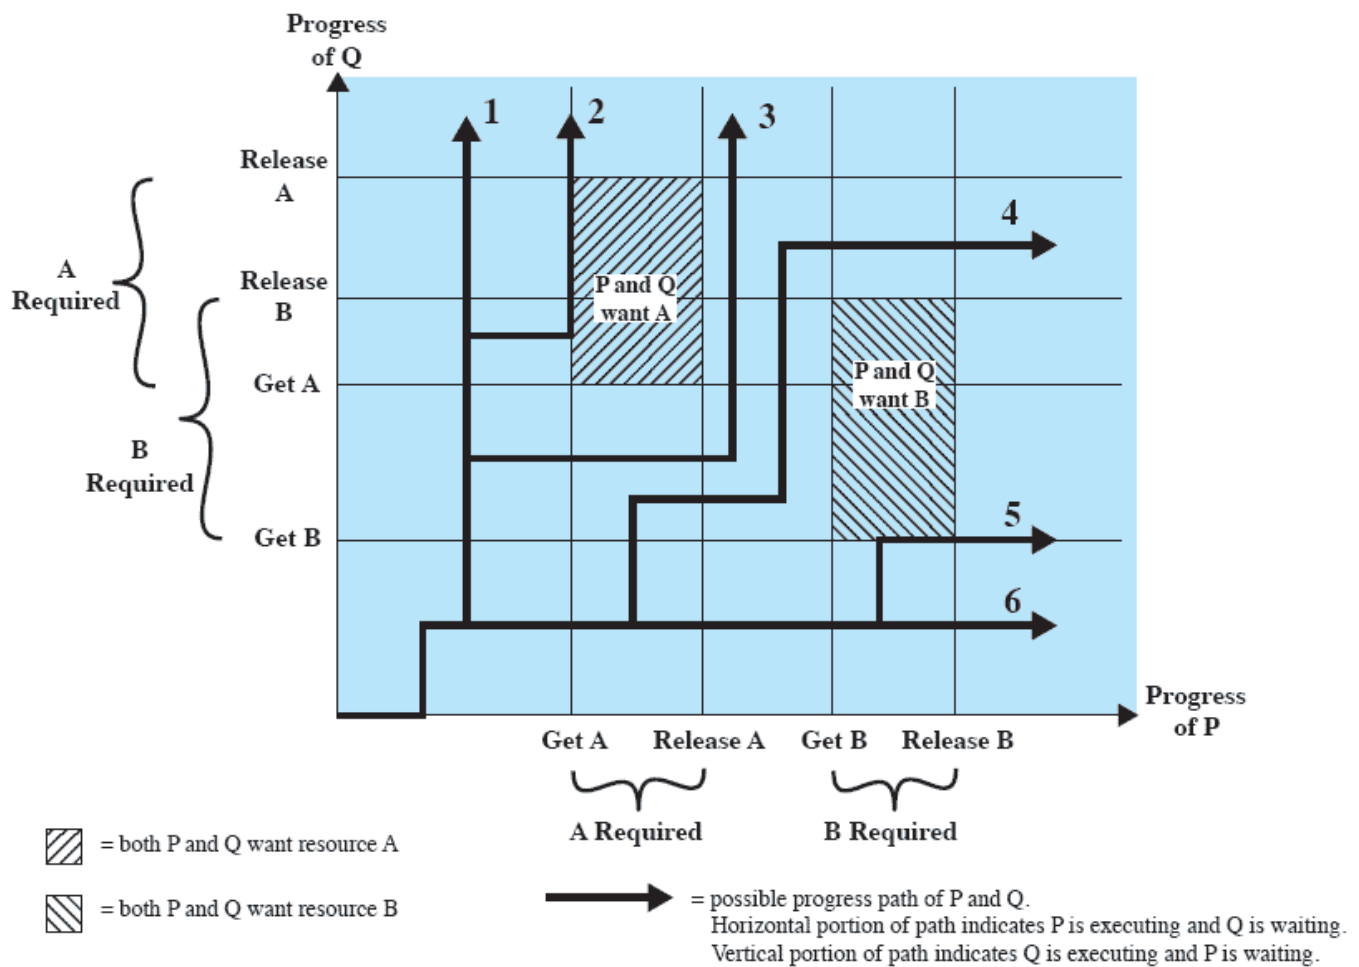 Progress
of Q
1
2
3
Release
A
4
A
Required
Release
B
P and Q
want A
Get A
P and Q
want B
B
Required
Get B
5
6
Progress
of P
Get A
Release A
Get B
Release B
A Required
B Required
= both P and Q want resource A
= both P and Q want resource B
= possible progress path of P and Q.
Horizontal portion of path indicates P is executing and Q is waiting.
Vertical portion of path indicates Q is executing and P is waiting.